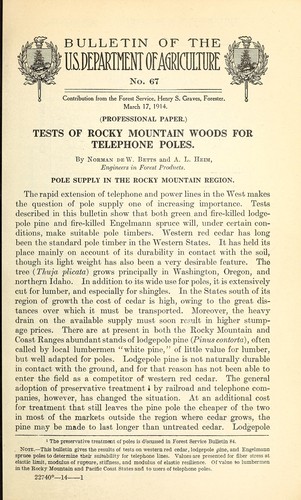 BULLETIN OF THE
U.S. DEPARTMENT OF AGRICULTURE
No. 67
Contribution from the Forest Service, Henry S. Graves, Forester.
March 17, 1914.
(PROFESSIONAL PAPER.)
TESTS OF ROCKY MOUNTAIN WOODS FOR
TELEPHONE POLES.
By Norman de W. Betts and A. L. Heim,
Engineers in Forest Products.
POLE SUPPLY IN THE ROCKY MOUNTAIN REGION.
The rapid extension of telephone and power lines in the West makes
the question of pole supply one of increasing importance. Tests
described in this bulletin show that both green and fire-killed lodge-
pole pine and fire-killed Engelmann spruce will, under certain con-
ditions, make suitable pole timbers. Western red cedar has long
been the standard pole timber in the Western States. It has held its
place mainly on account of its durability in contact with the soil,
though its light weight has also been a very desirable feature. The
tree (Thuja plicata) grows principally in Washington, Oregon, and
northern Idaho. In addition to its wide use for poles, it is extensively
cut for lumber, and especially for shingles. In the States south of its
region of growth the cost of cedar is high, owing to the great dis-
tances over which it must be transported. Moreover, the heavy
drain on the available supply must soon result in higher stump-
age prices. There are at present in both the Rocky Mountain and
Coast Ranges abundant stands of lodgepole pine (Pinus contorta), often
called by local lumbermen "white pine," of little value for lumber,
but well adapted for poles. Lodgepole pine is not naturally durable
in contact with the ground, and for that reason has not been able to
enter the field as a competitor of western red cedar. The general
adoption of preservative treatment ¹ by railroad and telephone com-
panies, however, has changed the situation. At an additional cost
for treatment that still leaves the pole pine the cheaper of the two
in most of the markets outside the region where cedar grows, the
pine may be made to last longer than untreated cedar. Lodgepole
¹ The preservative treatment of poles is discussed in Forest Service Bulletin 84.
Note.—This bulletin gives the results of tests on western red cedar, lodgepole pine, and Engelmann
spruce poles to determine their suitability for telephone lines. Values are presented for fiber stress at
elastic limit, modulus of rupture, stiffness, and modulus of elastic resilience. Of value to lumbermen
in the Rocky Mountain and Pacific Coast States and to users of telephone poles.
22740°—14——1